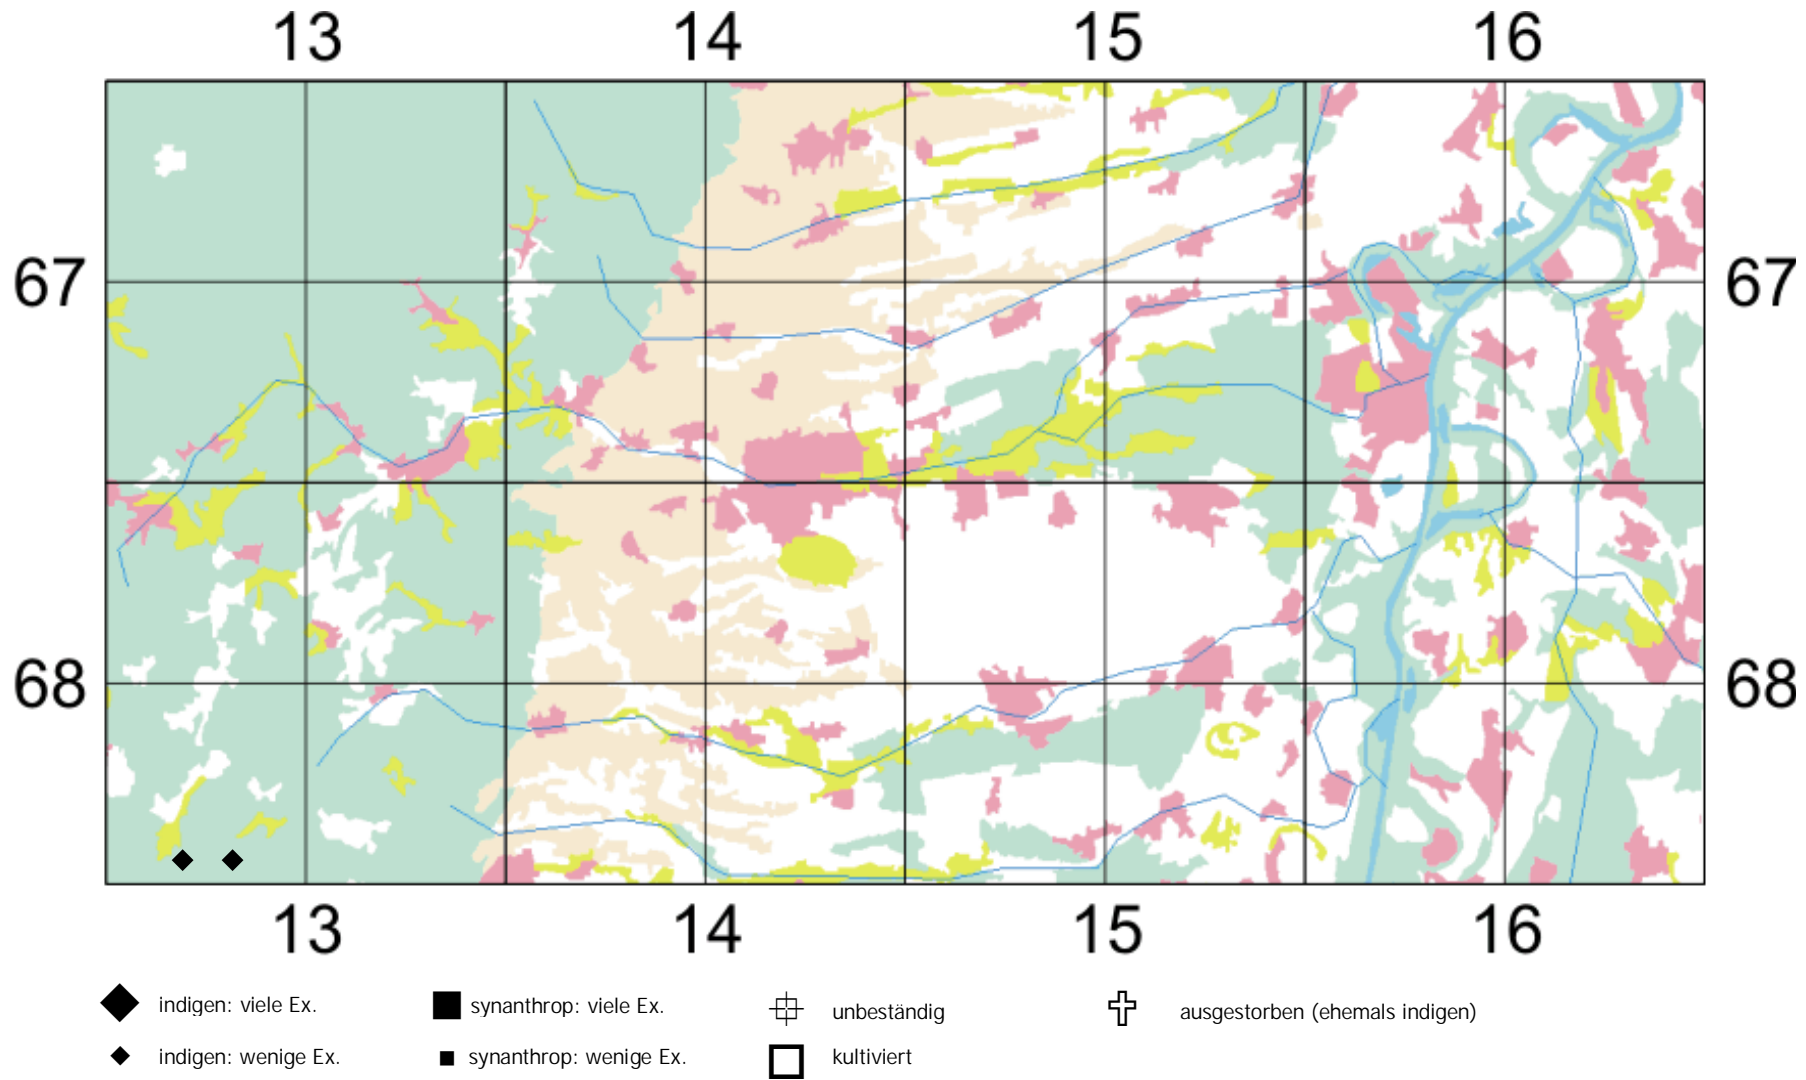 13 14 15 16
67 67
68 68
13 14 15 16
indigen: viele Ex. synanthrop: viele Ex. unbeständig ausgestorben (ehemals indigen)
indigen: wenige Ex. synanthrop: wenige Ex. kultiviert